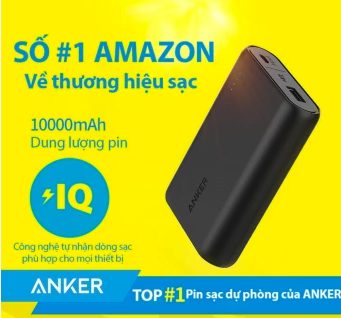 SỐ #1 AMAZON
Về thương hiệu sạc
10000mAh
Dung lượng pin
IQ
Công nghệ tự nhận dòng sạc
phù hợp cho mọi thiết bị
ANKER
ANKER
TOP #1 Pin sạc dự phòng của ANKER